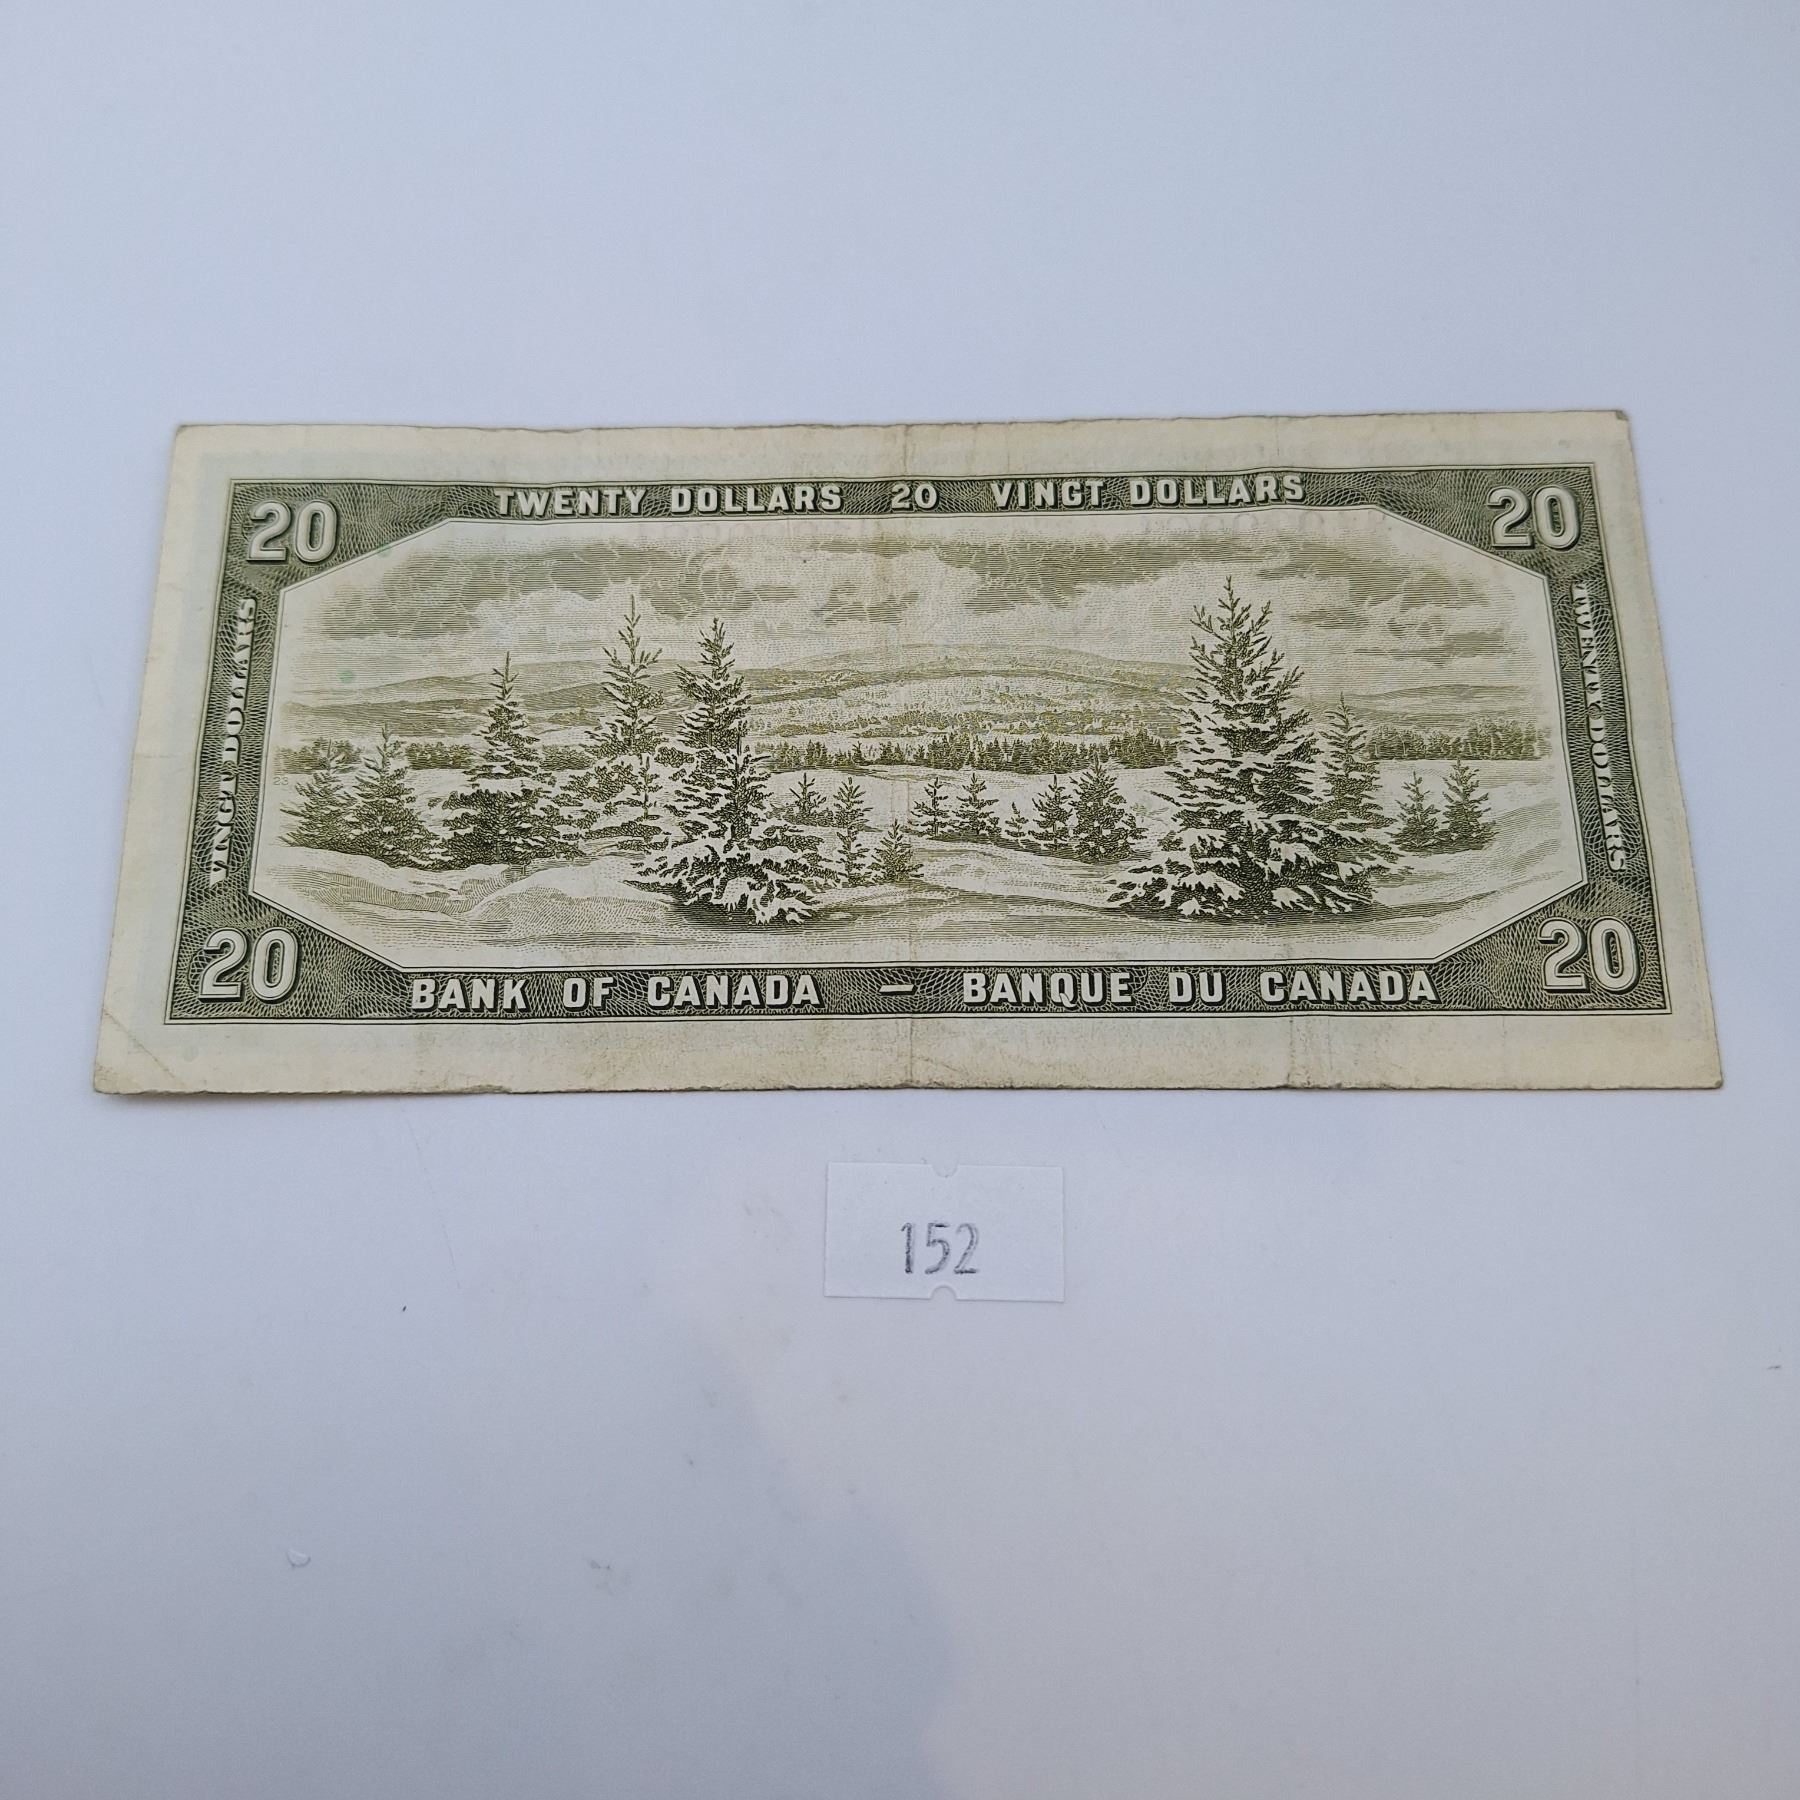 TWENTY DOLLARS 20 VINGT DOLLARS
20
20
VINGT DOLLARS
TWENTY DOLLARS
23
20
20
BANK OF CANADA — BANQUE DU CANADA
152